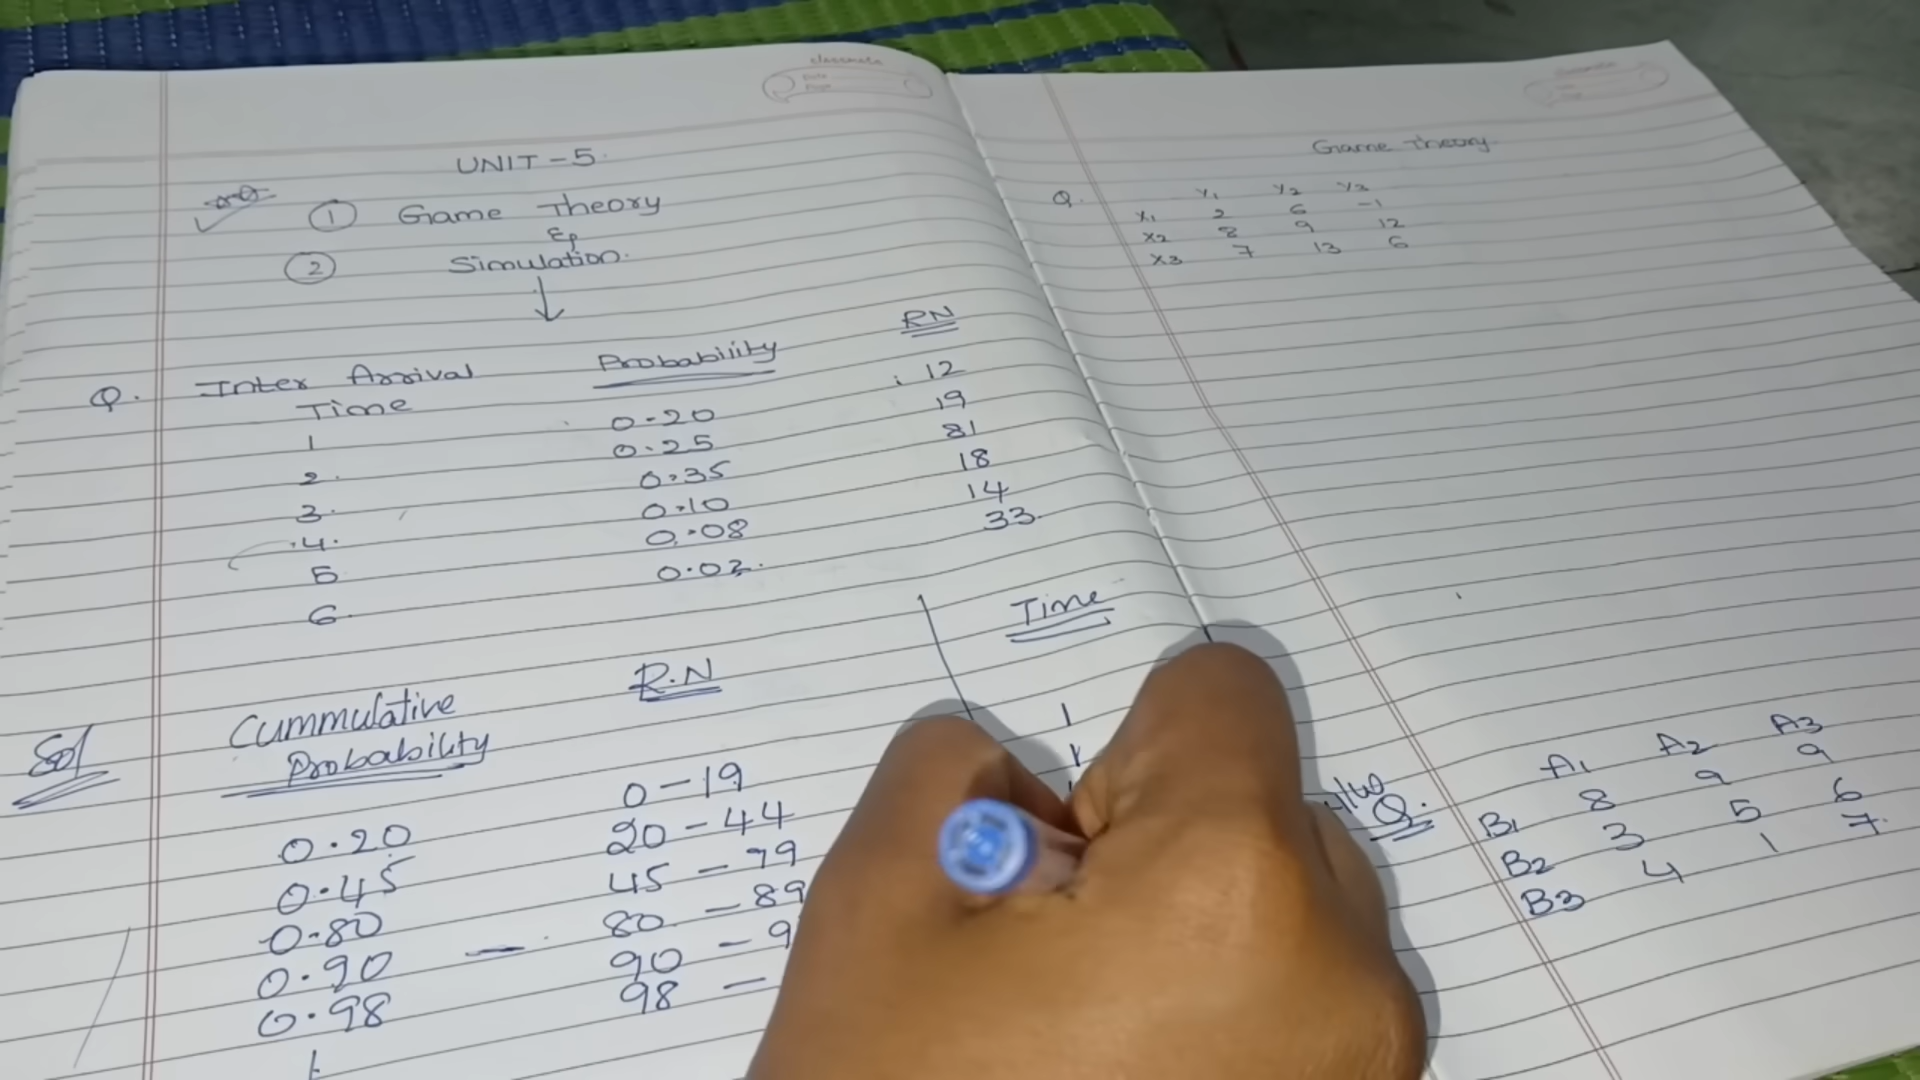 UNIT-5.
1 Game Theory
Ep
2 Simulation.
Q. Inter Arrival Time Probability RN
1 0.20 12
2. 0.25 19
3. 0.35 81
4. 0.10 18
5 0.08 14
6. 0.02. 33.
Sol Cummulative Probability R.N Time
0.20 0-19 1
0.45 20-44 1
0.80 45-79
0.90 80-89
0.98 90-9
1. 98-
Game Theory
Q. Y1 Y2 Y3
X1 2 6 -1
X2 8 9 12
X3 7 13 6
H/W Q. A1 A2 A3
B1 8 9 9
B2 3 5 6
B3 4 1 7.